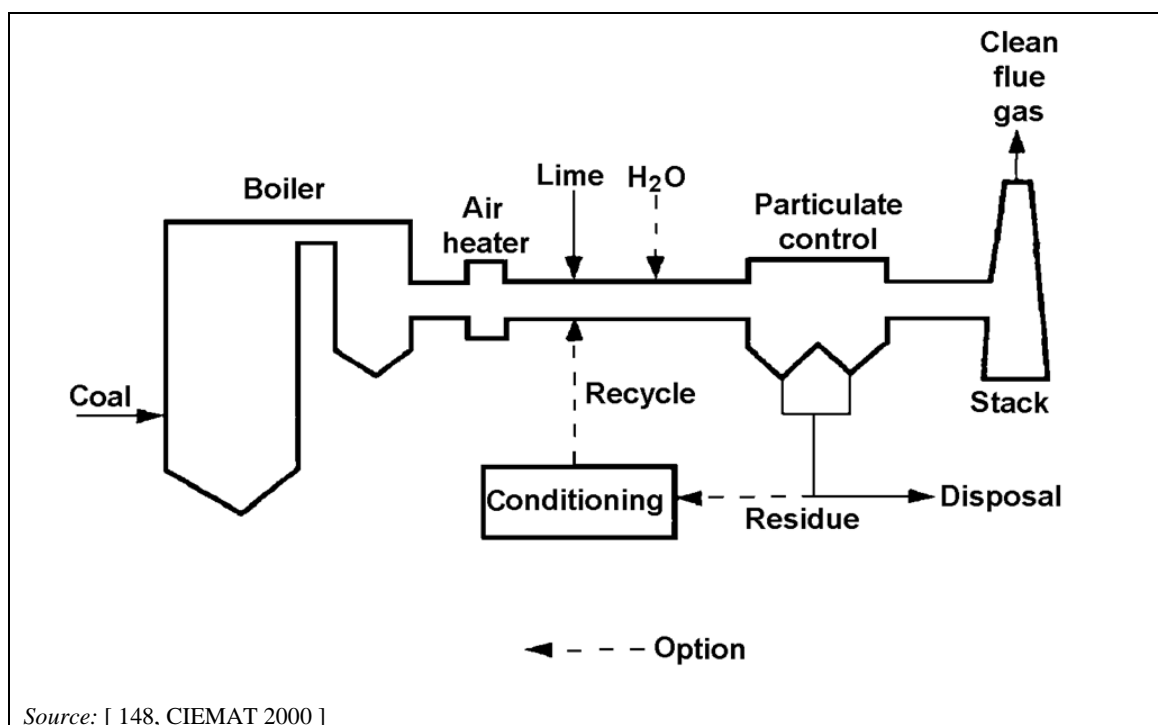 Clean
flue
gas
Boiler
Air
heater
Lime
H₂O
Particulate
control
Coal
Recycle
Stack
Conditioning
Residue
Disposal
Option
Source: [ 148, CIEMAT 2000 ]